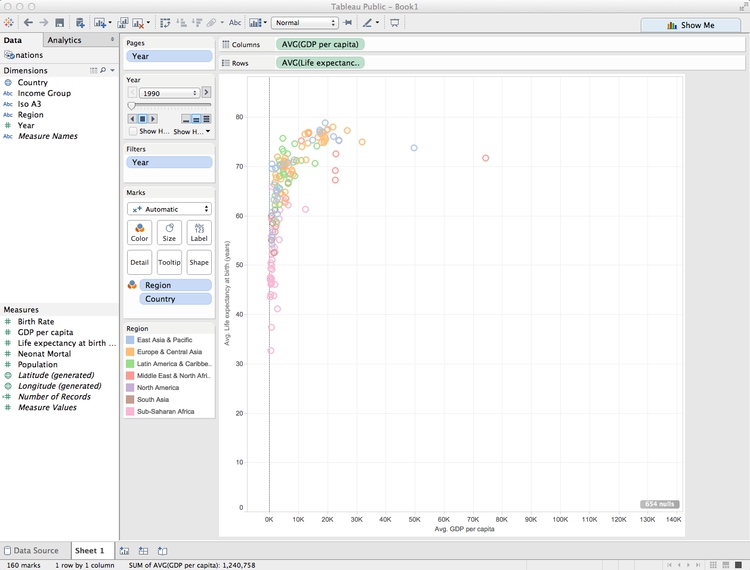 Tableau Public - Book1
Abc
Normal
Show Me
Data
Analytics
nations
Dimensions
Country
Abc Income Group
Abc Iso A3
Abc Region
# Year
Abc Measure Names
Measures
# Birth Rate
# GDP per capita
# Life expectancy at birth ...
# Neonat Mortal
# Population
Latitude (generated)
Longitude (generated)
# Number of Records
# Measure Values
Pages
Year
Year
1990
Show H...
Show H...
Filters
Year
Marks
Automatic
Color
Size
Abc
123
Label
Detail
Tooltip
Shape
Region
Country
Region
East Asia & Pacific
Europe & Central Asia
Latin America & Caribbe..
Middle East & North Afri..
North America
South Asia
Sub-Saharan Africa
Columns
AVG(GDP per capita)
Rows
AVG(Life expectanc..
Avg. Life expectancy at birth (years)
80
70
60
50
40
30
20
10
0
654 nulls
0K 10K 20K 30K 40K 50K 60K 70K 80K 90K 100K 110K 120K 130K 140K
Avg. GDP per capita
Data Source
Sheet 1
160 marks
1 row by 1 column
SUM of AVG(GDP per capita): 1,240,758